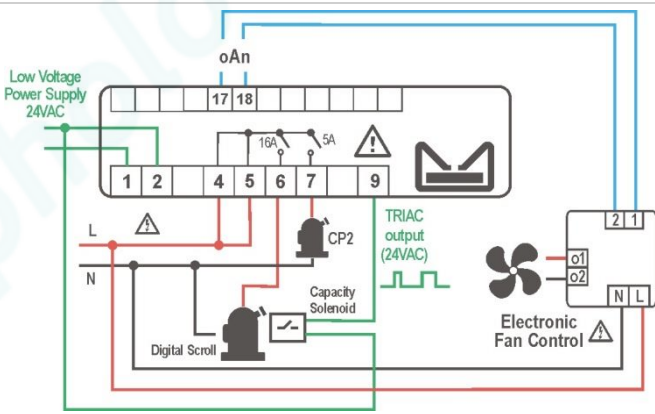 oAn
Low Voltage
Power Supply
24VAC
17 18
16A
5A
1 2 4 5 6 7 9
L
N
CP2
TRIAC
output
(24VAC)
2 1
o1
o2
N L
Capacity
Solenoid
Digital Scroll
Electronic
Fan Control